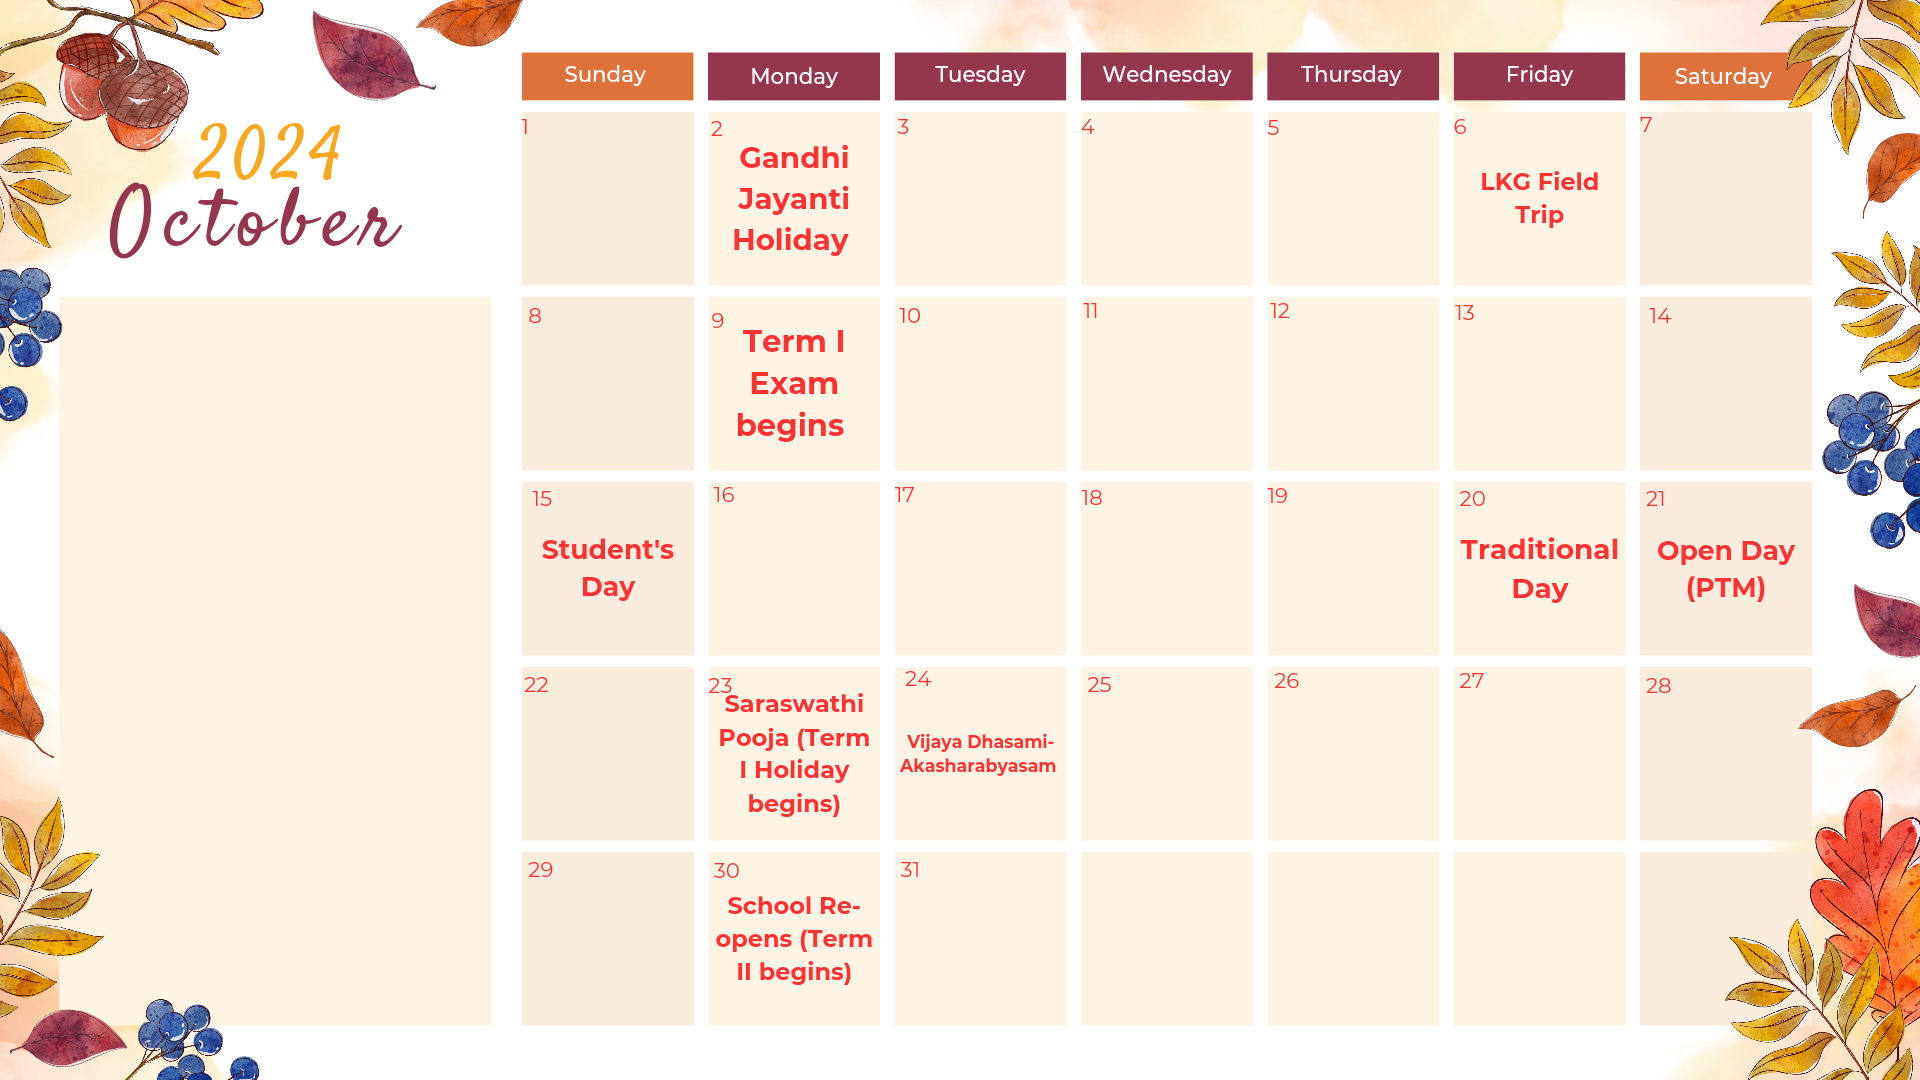 2024
October
Sunday
Monday
Tuesday
Wednesday
Thursday
Friday
Saturday
1
2
Gandhi
Jayanti
Holiday
3
4
5
6
LKG Field
Trip
7
8
9
Term I
Exam
begins
10
11
12
13
14
15
Student's
Day
16
17
18
19
20
Traditional
Day
21
Open Day
(PTM)
22
23
Saraswathi
Pooja (Term
I Holiday
begins)
24
Vijaya Dhasami-
Akasharabyasam
25
26
27
28
29
30
School Re-
opens (Term
II begins)
31